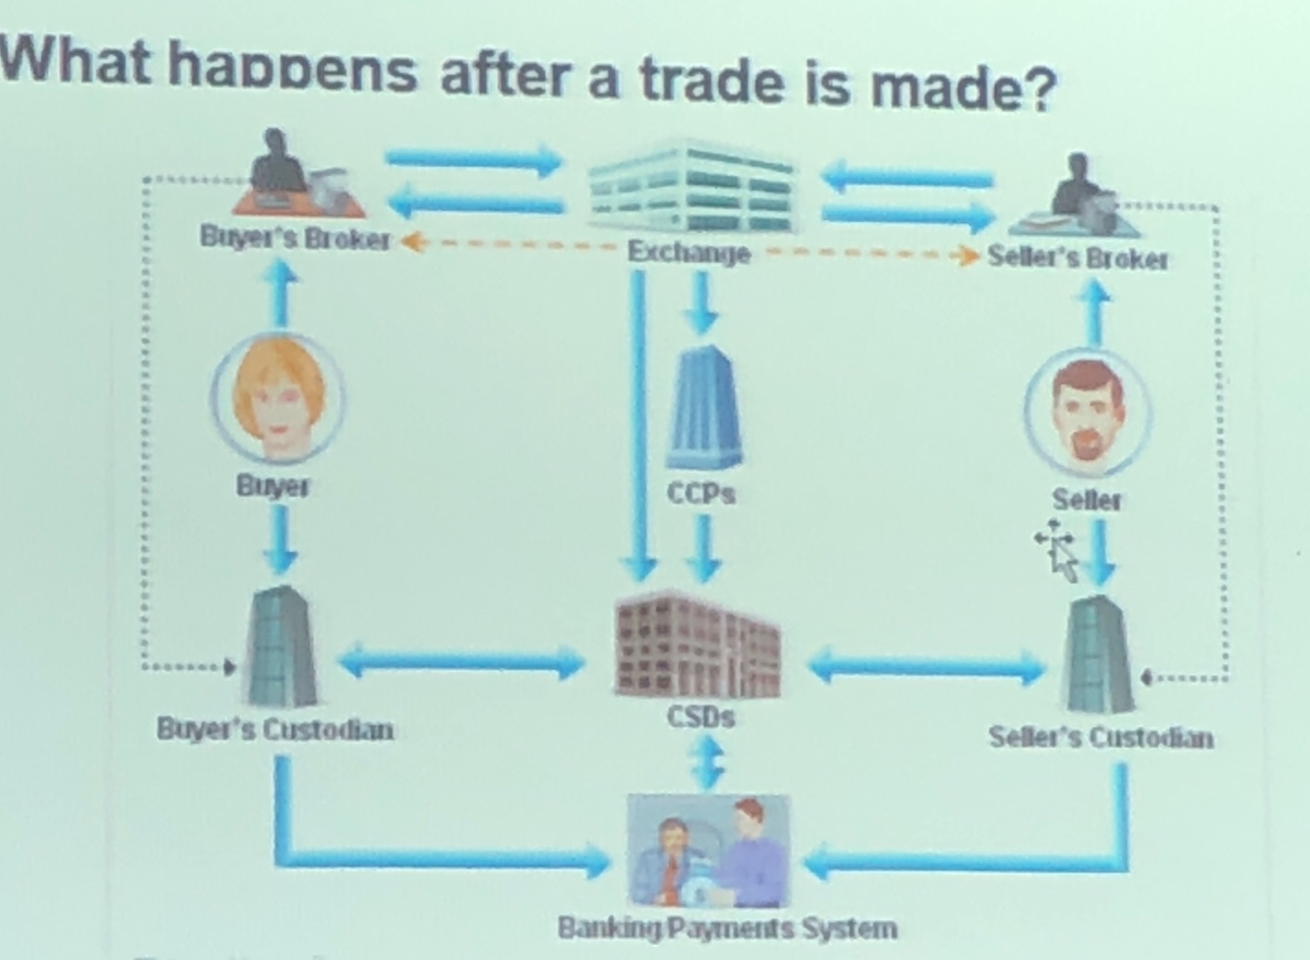 What happens after a trade is made?
Buyer's Broker
Exchange
Seller's Broker
Buyer
CCPs
Seller
Buyer's Custodian
CSDs
Seller's Custodian
Banking Payments System